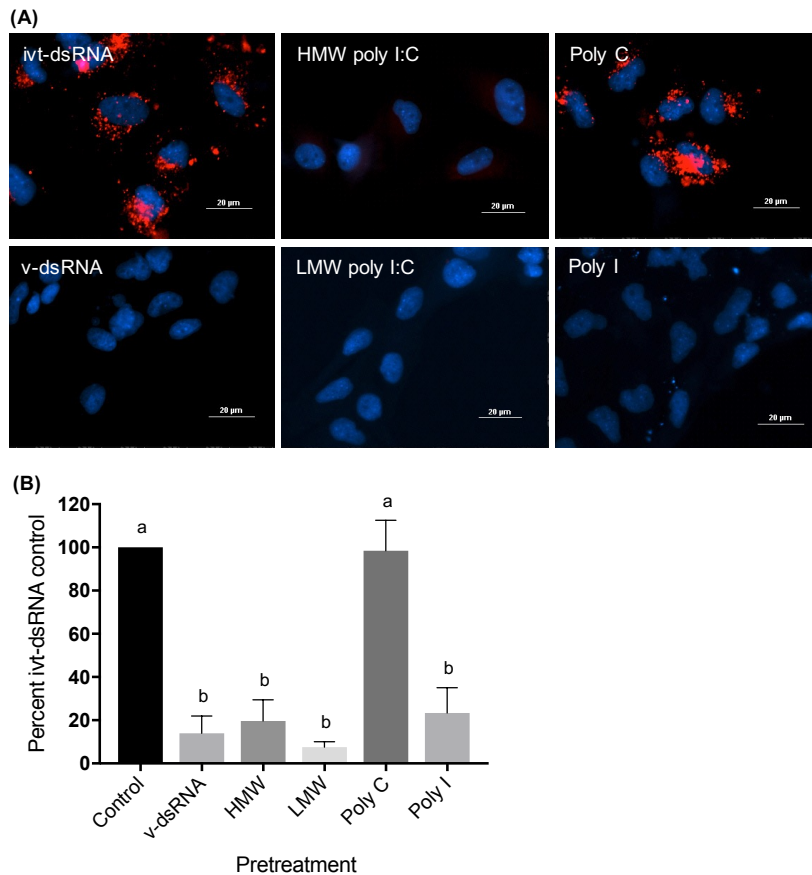 (A)
ivt-dsRNA
HMW poly I:C
Poly C
20 µm
20 µm
20 µm
v-dsRNA
LMW poly I:C
Poly I
20 µm
20 µm
20 µm
(B)
Percent ivt-dsRNA control
120
100
80
60
40
20
0
a
b
b
b
a
b
Control
v-dsRNA
HMW
LMW
Poly C
Poly I
Pretreatment